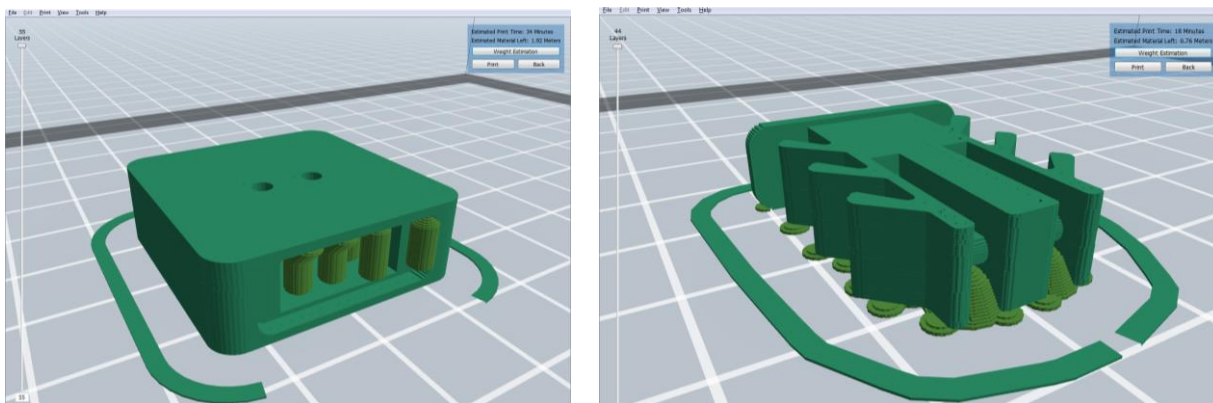 File Edit Print View Tools Help
55
Layers
Estimated Print Time: 34 Minutes
Estimated Material Left: 1.92 Meters
Weight Estimation
Print Back
55
File Edit Print View Tools Help
44
Layers
Estimated Print Time: 18 Minutes
Estimated Material Left: 6.76 Meters
Weight Estimation
Print Back